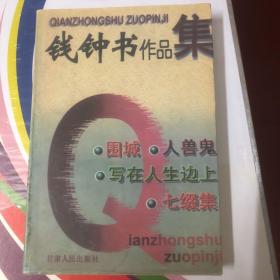 QIANZHONGSHU ZUOPINJI
钱钟书作品集
Q
·围城·人兽鬼
·写在人生边上
·七缀集
ianzhongshu
zuopinji
甘肃人民出版社